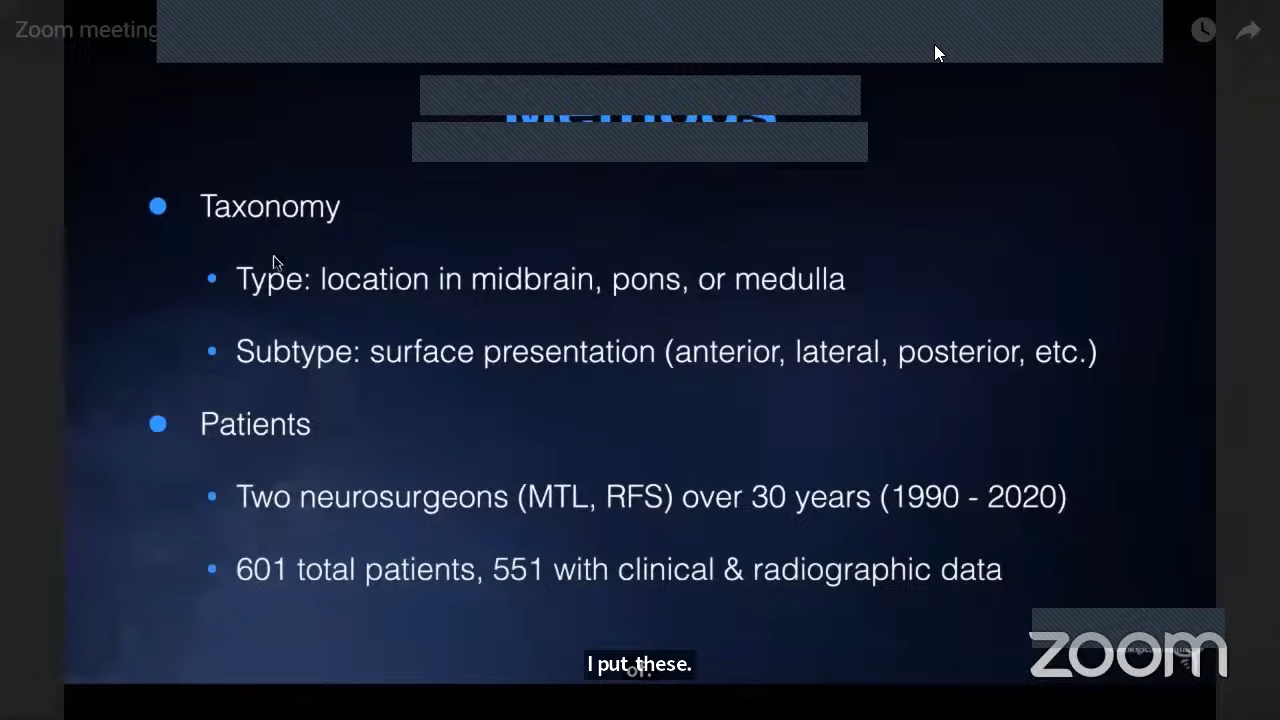 Zoom meeting
Taxonomy
Type: location in midbrain, pons, or medulla
Subtype: surface presentation (anterior, lateral, posterior, etc.)
Patients
Two neurosurgeons (MTL, RFS) over 30 years (1990 - 2020)
601 total patients, 551 with clinical & radiographic data
I put these.
zoom